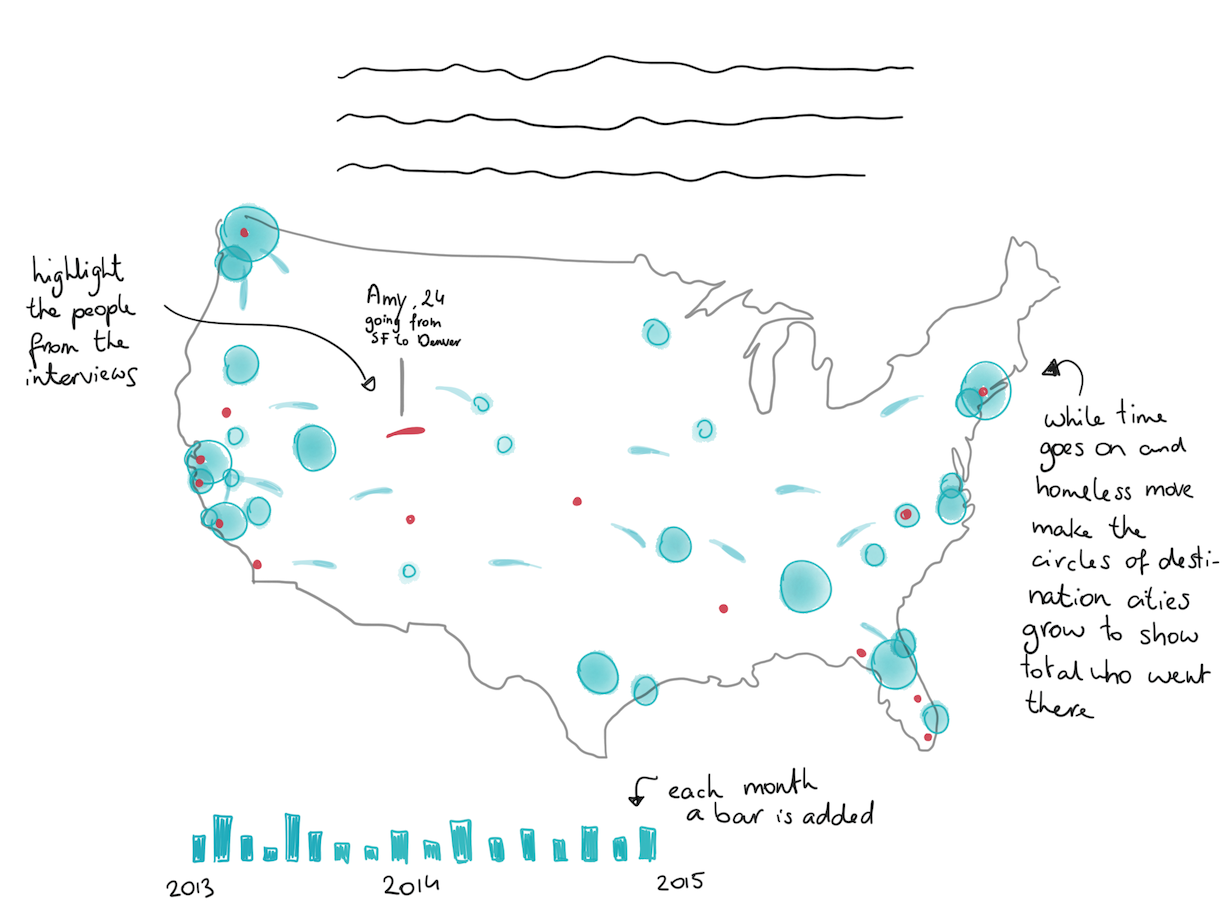 highlight
the people
from the
interviews
Amy, 24
going from
SF to Denver
while time
goes on and
homeless move
make the
circles of desti-
nation cities
grow to show
total who went
there
each month
a bar is added
2013
2014
2015